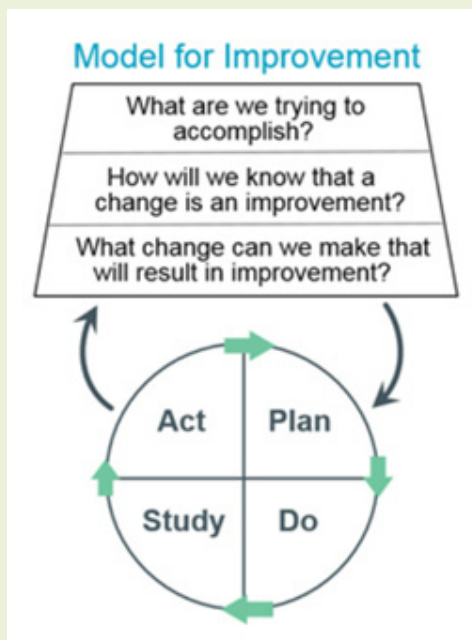 Model for Improvement
What are we trying to
accomplish?
How will we know that a
change is an improvement?
What change can we make that
will result in improvement?
Act
Plan
Study
Do